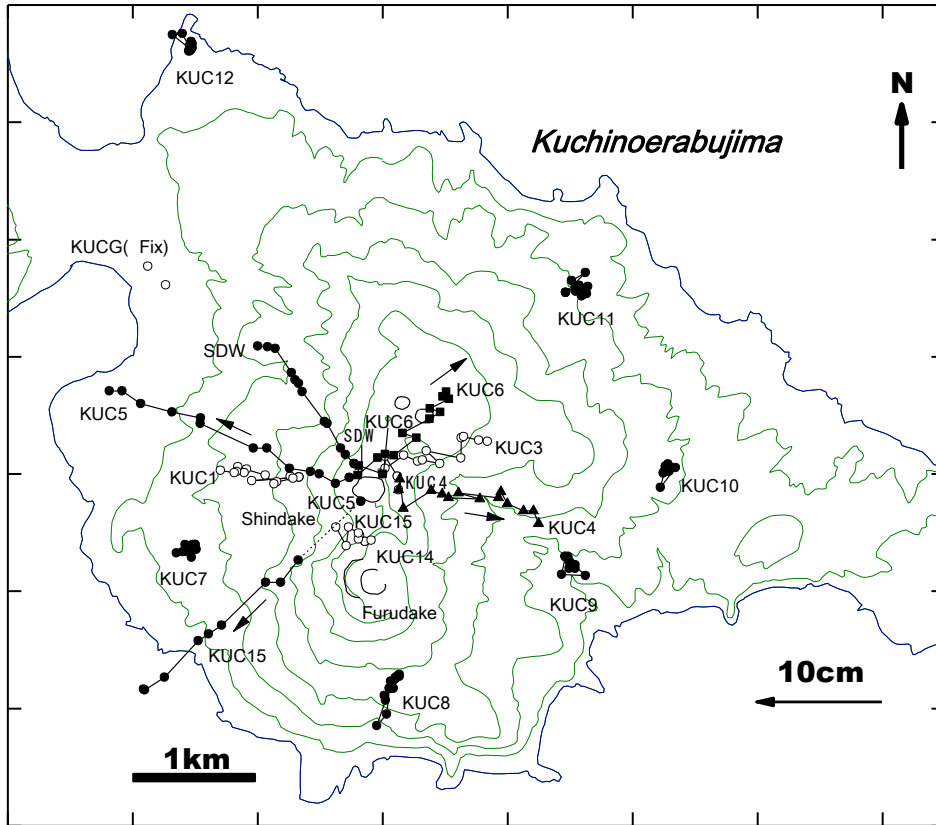 KUC12
N
Kuchinoerabujima
KUCG( Fix)
KUC11
SDW
KUC6
KUC5
KUC6
SDW
KUC3
KUC1
KUC4
KUC10
KUC5
Shindake
KUC15
KUC4
KUC14
KUC7
KUC9
Furudake
KUC15
10cm
KUC8
1km